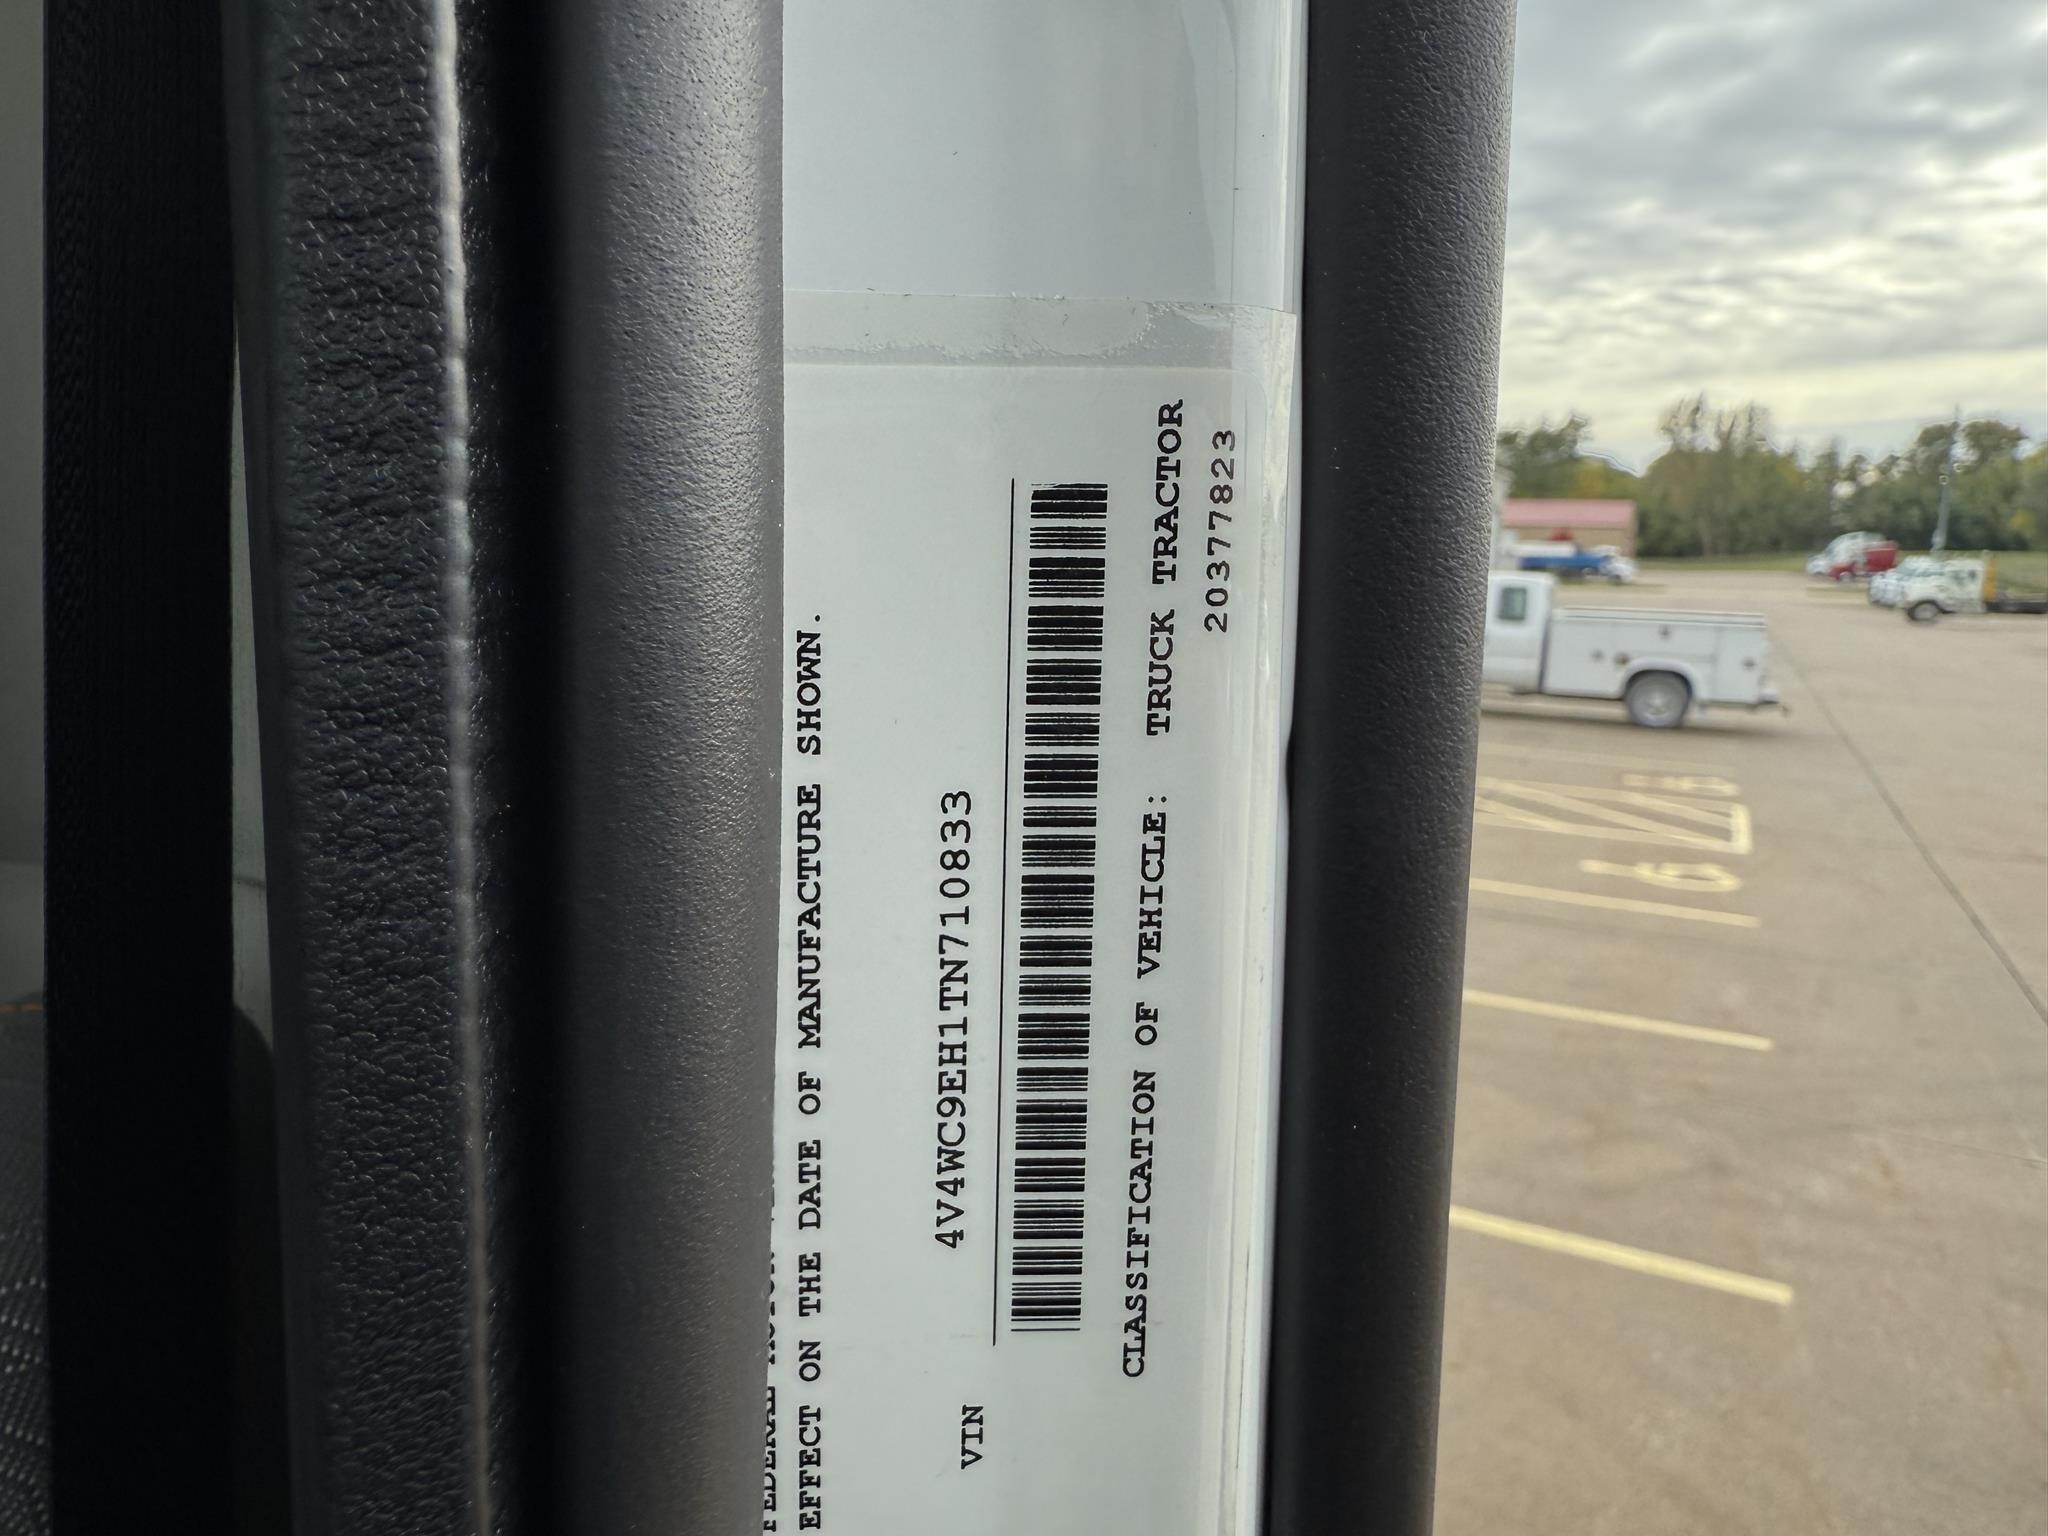 EFFECT ON THE DATE OF MANUFACTURE SHOWN.
VIN 4V4WC9EH1TN710833
CLASSIFICATION OF VEHICLE: TRUCK TRACTOR
20377823